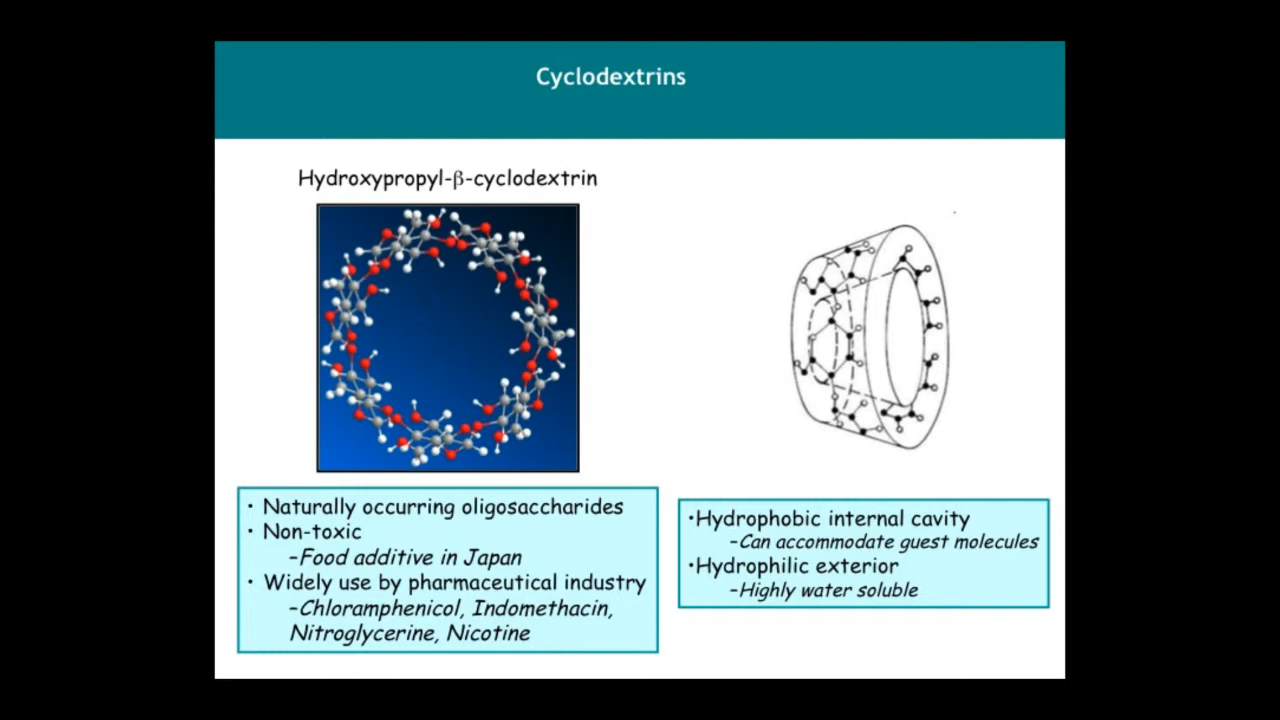 Cyclodextrins
Hydroxypropyl-β-cyclodextrin
• Naturally occurring oligosaccharides
• Non-toxic
–Food additive in Japan
• Widely use by pharmaceutical industry
–Chloramphenicol, Indomethacin,
Nitroglycerine, Nicotine
•Hydrophobic internal cavity
–Can accommodate guest molecules
•Hydrophilic exterior
–Highly water soluble